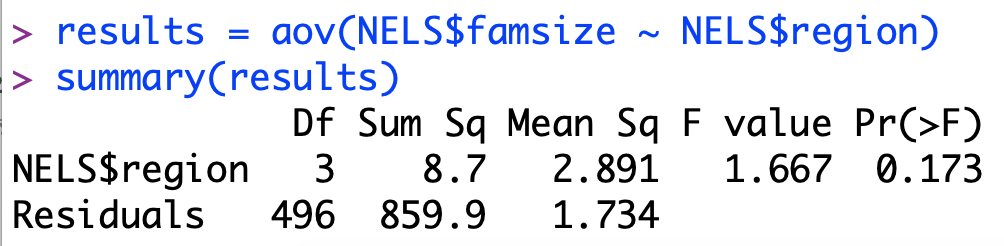 > results = aov(NELS$famsize ~ NELS$region)
> summary(results)
Df Sum Sq Mean Sq F value Pr(>F)
NELS$region 3 8.7 2.891 1.667 0.173
Residuals 496 859.9 1.734